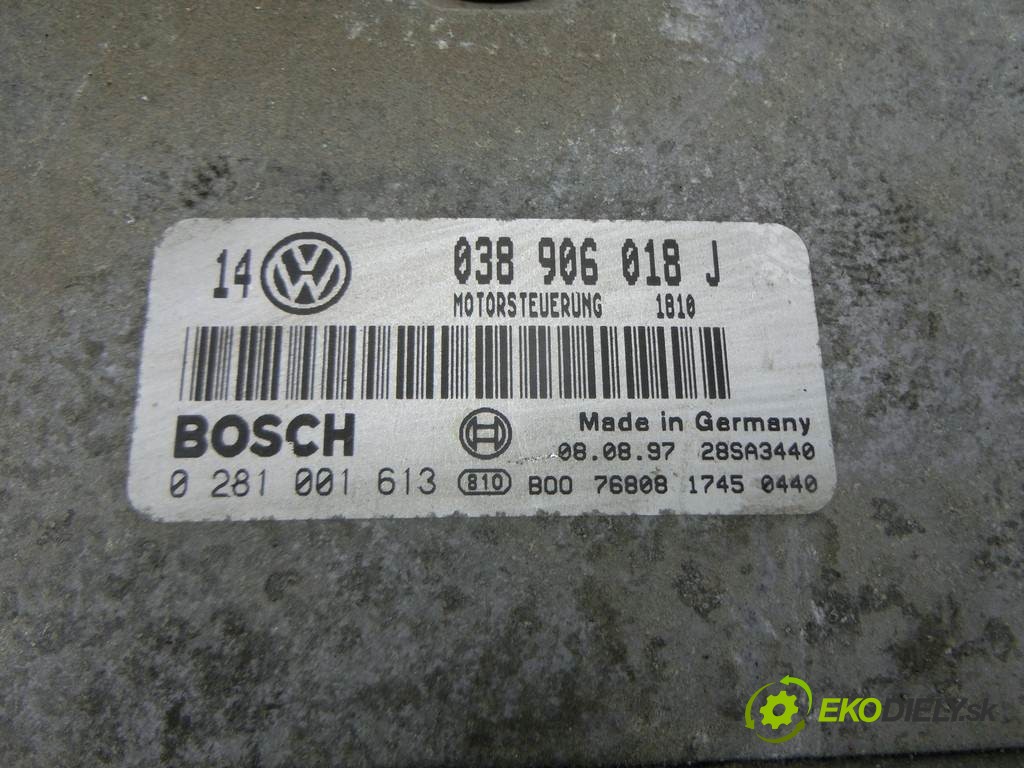 14 VW 038 906 018 J
MOTORSTEUERUNG 1810
BOSCH Made in Germany
08.08.97 28SA3440
0 281 001 613 810 B00 76808 1745 0440
EKODIELY.sk